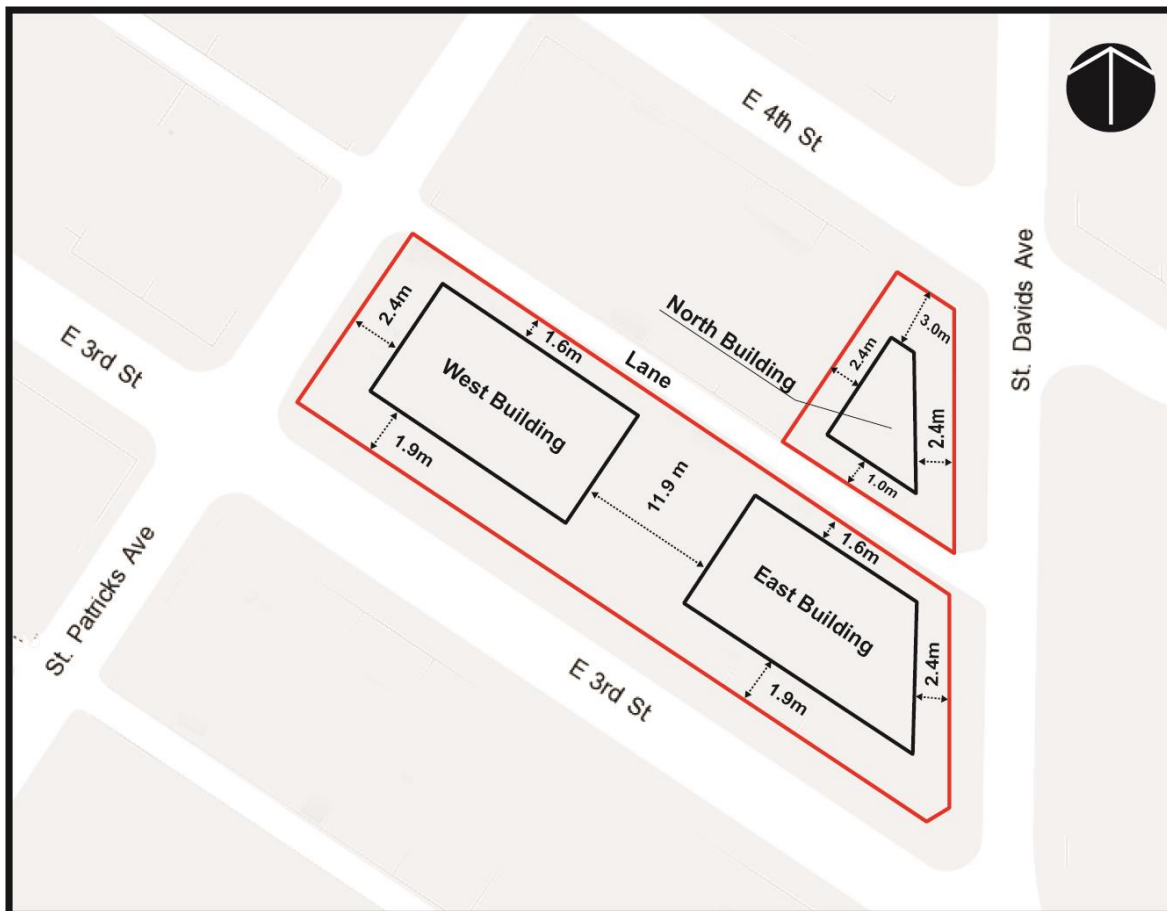 E 4th St
St. Davids Ave
North Building
3.0m
2.4m
2.4m
1.0m
E 3rd St
2.4m
1.6m
Lane
West Building
1.9m
11.9 m
1.6m
East Building
2.4m
1.9m
St. Patricks Ave
E 3rd St